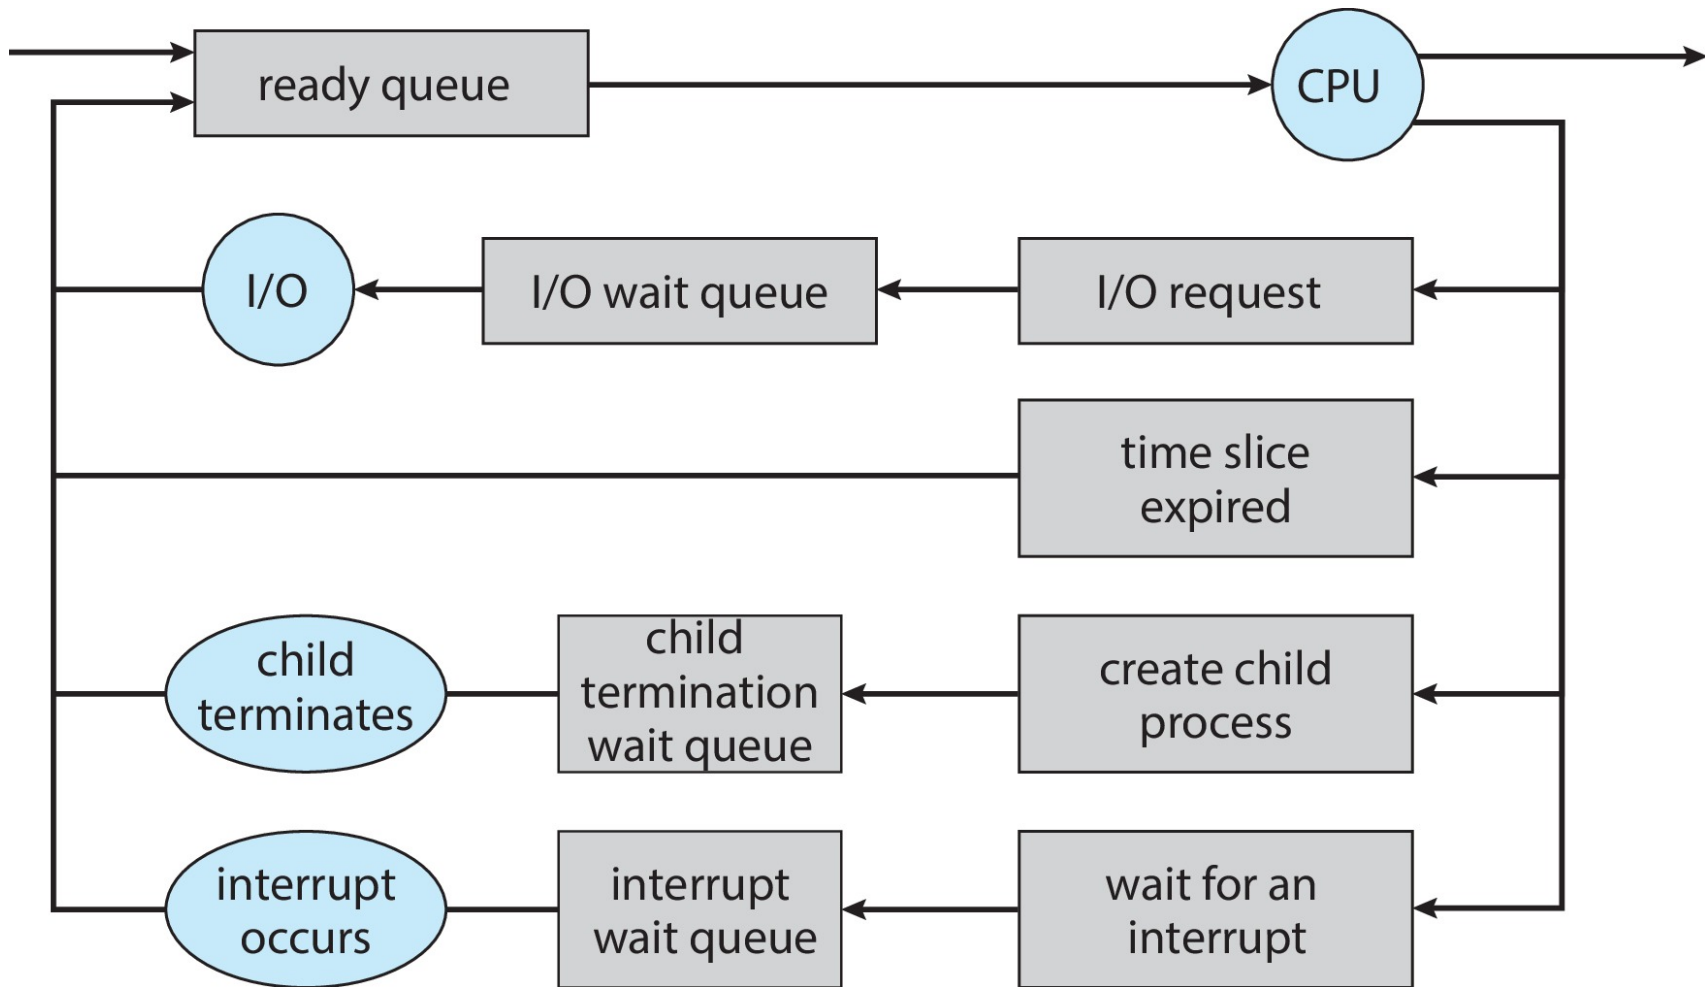 ready queue
CPU
I/O
I/O wait queue
I/O request
time slice
expired
child
terminates
child
termination
wait queue
create child
process
interrupt
occurs
interrupt
wait queue
wait for an
interrupt